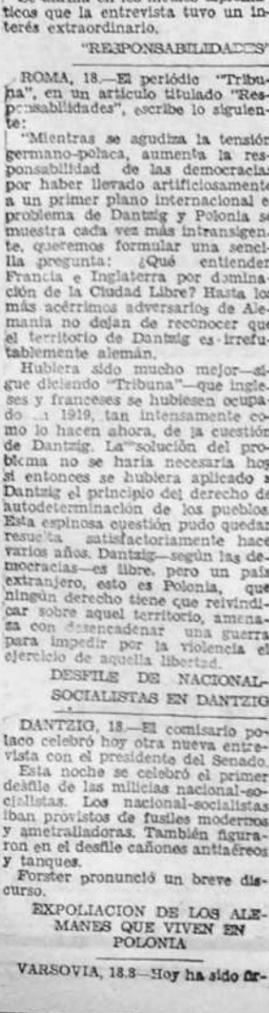 ticos que la entrevista tuvo un in-
terés extraordinario.
"RESPONSABILIDADES"
ROMA, 18.—El periódic "Tribu-
na", en un artículo titulado "Res-
ponsabilidades", escribe lo siguien-
te:
"Mientras se agudiza la tensión
germano-polaca, aumenta la res-
ponsabilidad de las democracias
por haber llevado artificiosamente
a un primer plano internacional e
problema de Dantzig y Polonia se
muestra cada vez más intransigen-
te, queremos formular una senci-
lla pregunta: ¿Qué entienden
Francia e Inglaterra por domina-
ción de la Ciudad Libre? Hasta los
más acérrimos adversarios de Ale-
mania no dejan de reconocer que
el territorio de Dantzig es irrefu-
tablemente alemán.
Hubiera sido mucho mejor—si-
gue diciendo "Tribuna"—que ingle-
ses y franceses se hubiesen ocupa-
do 1919, tan intensamente co-
mo lo hacen ahora, de la cuestión
de Dantzig. La solución del pro-
blema no se haría necesaria hoy
si entonces se hubiera aplicado a
Dantzig el principio del derecho de
autodeterminación de los pueblos.
Esta espinosa cuestión pudo quedar
resuelta satisfactoriamente hace
varios años. Dantzig—según las de-
mocracias—es libre, pero un país
extranjero, esto es Polonia, que
ningún derecho tiene que reivindi-
car sobre aquel territorio, amena-
sa con desencadenar una guerra
para impedir por la violencia el
ejercicio de aquella libertad.
DESFILE DE NACIONAL-
SOCIALISTAS EN DANTZIG
DANTZIG, 18.—El comisario po-
laco celebró hoy otra nueva entre-
vista con el presidente del Senado.
Esta noche se celebró el primer
desfile de las milicias nacional-so-
cialistas. Los nacional-socialistas
iban provistos de fusiles modernos
y ametralladoras. También figura-
ron en el desfile cañones antiaéreos
y tanques.
Forster pronunció un breve dis-
curso.
EXPOLIACION DE LOS ALE-
MANES QUE VIVEN EN
POLONIA
VARSOVIA, 18.8—Hoy ha sido fir-